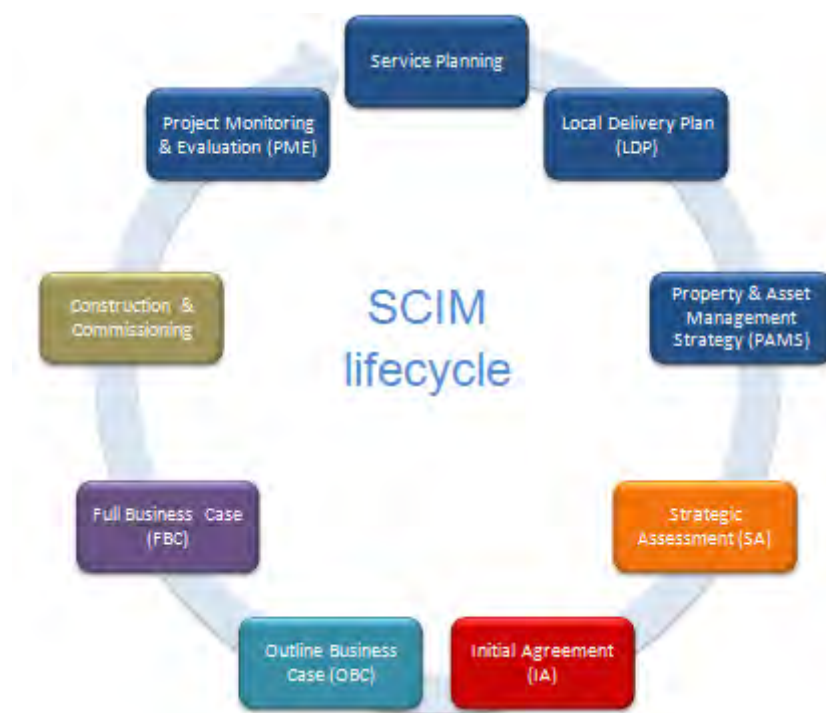 Service Planning
Local Delivery Plan
(LDP)
Property & Asset
Management
Strategy (PAMS)
Strategic
Assessment (SA)
Initial Agreement
(IA)
Outline Business
Case (OBC)
Full Business Case
(FBC)
Construction &
Commissioning
Project Monitoring
& Evaluation (PME)
SCIM
lifecycle